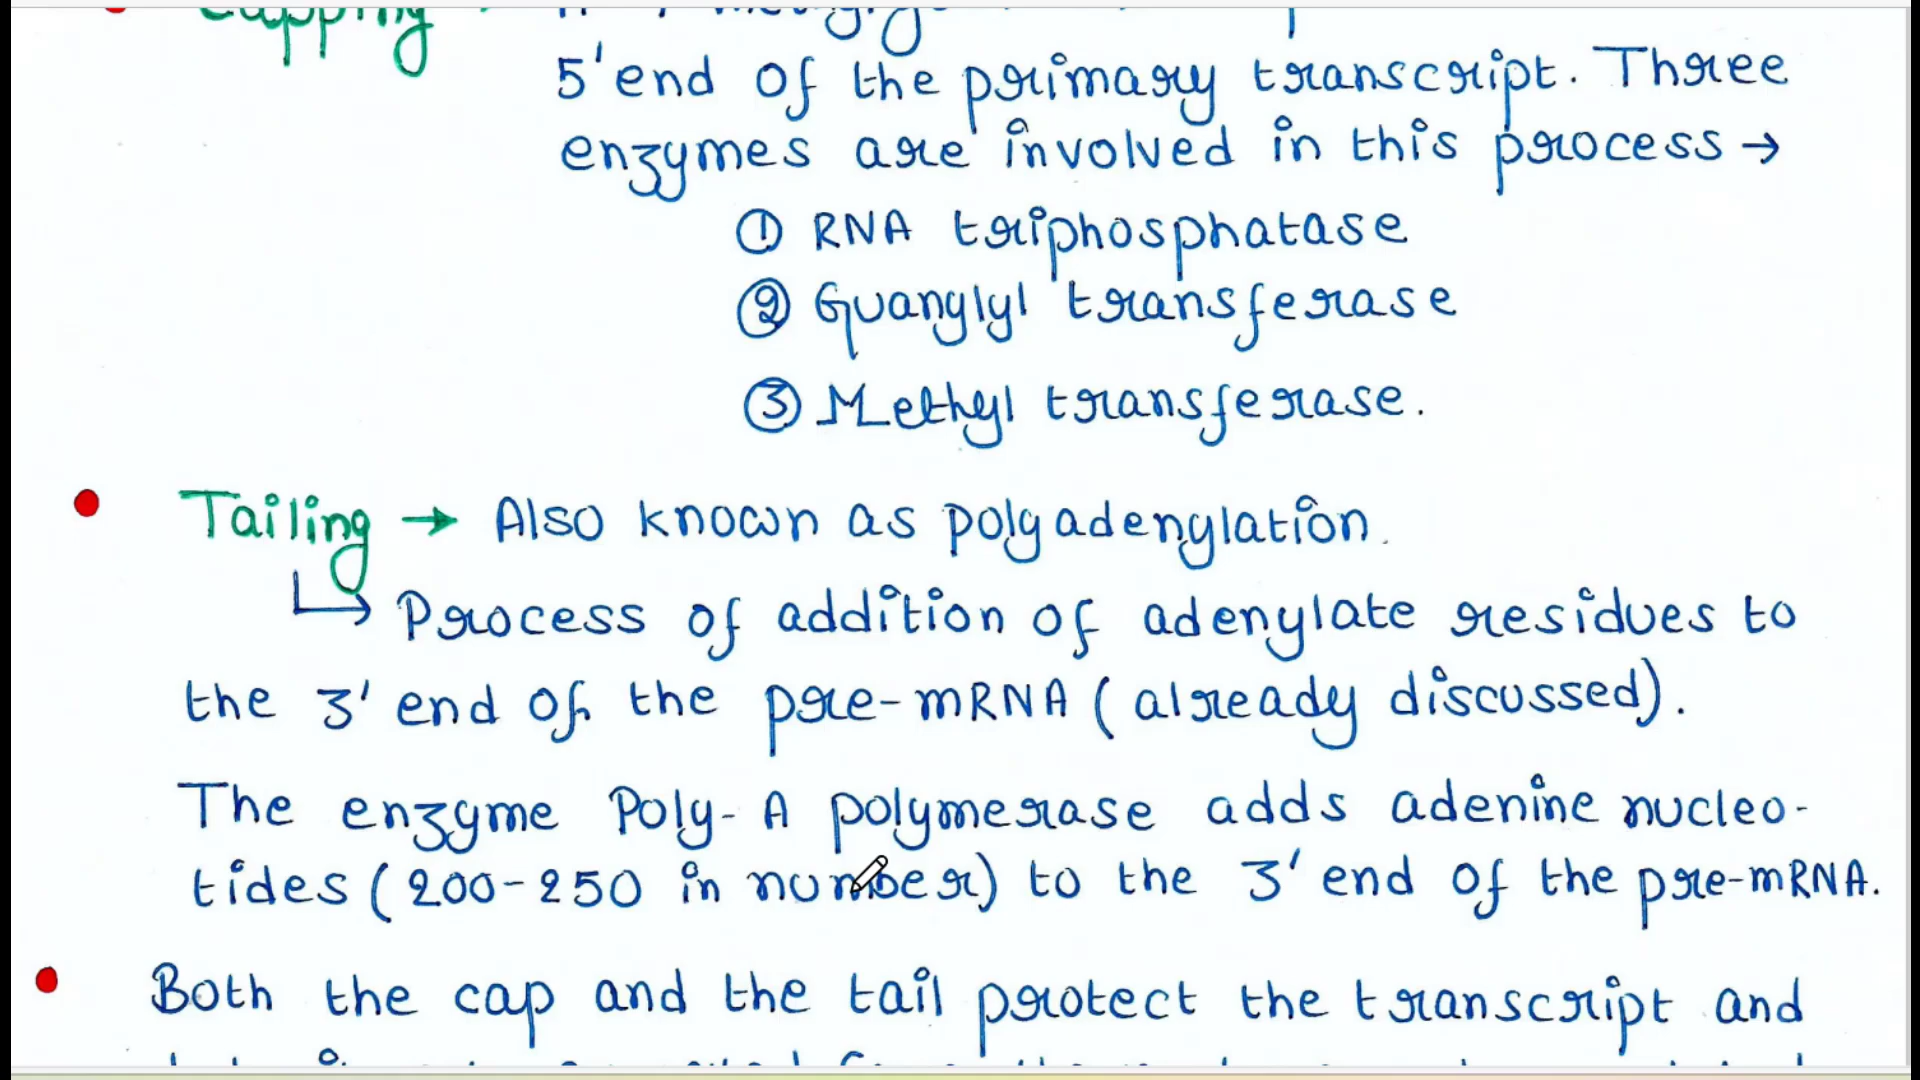 Capping
5' end of the primary transcript. Three
enzymes are involved in this process →
① RNA triphosphatase
② Guanylyl transferase
③ Methyl transferase.
• Tailing → Also known as polyadenylation.
↳ Process of addition of adenylate residues to
the 3' end of the pre-mRNA (already discussed).
The enzyme Poly-A polymerase adds adenine nucleo-
tides (200-250 in number) to the 3' end of the pre-mRNA.
• Both the cap and the tail protect the transcript and